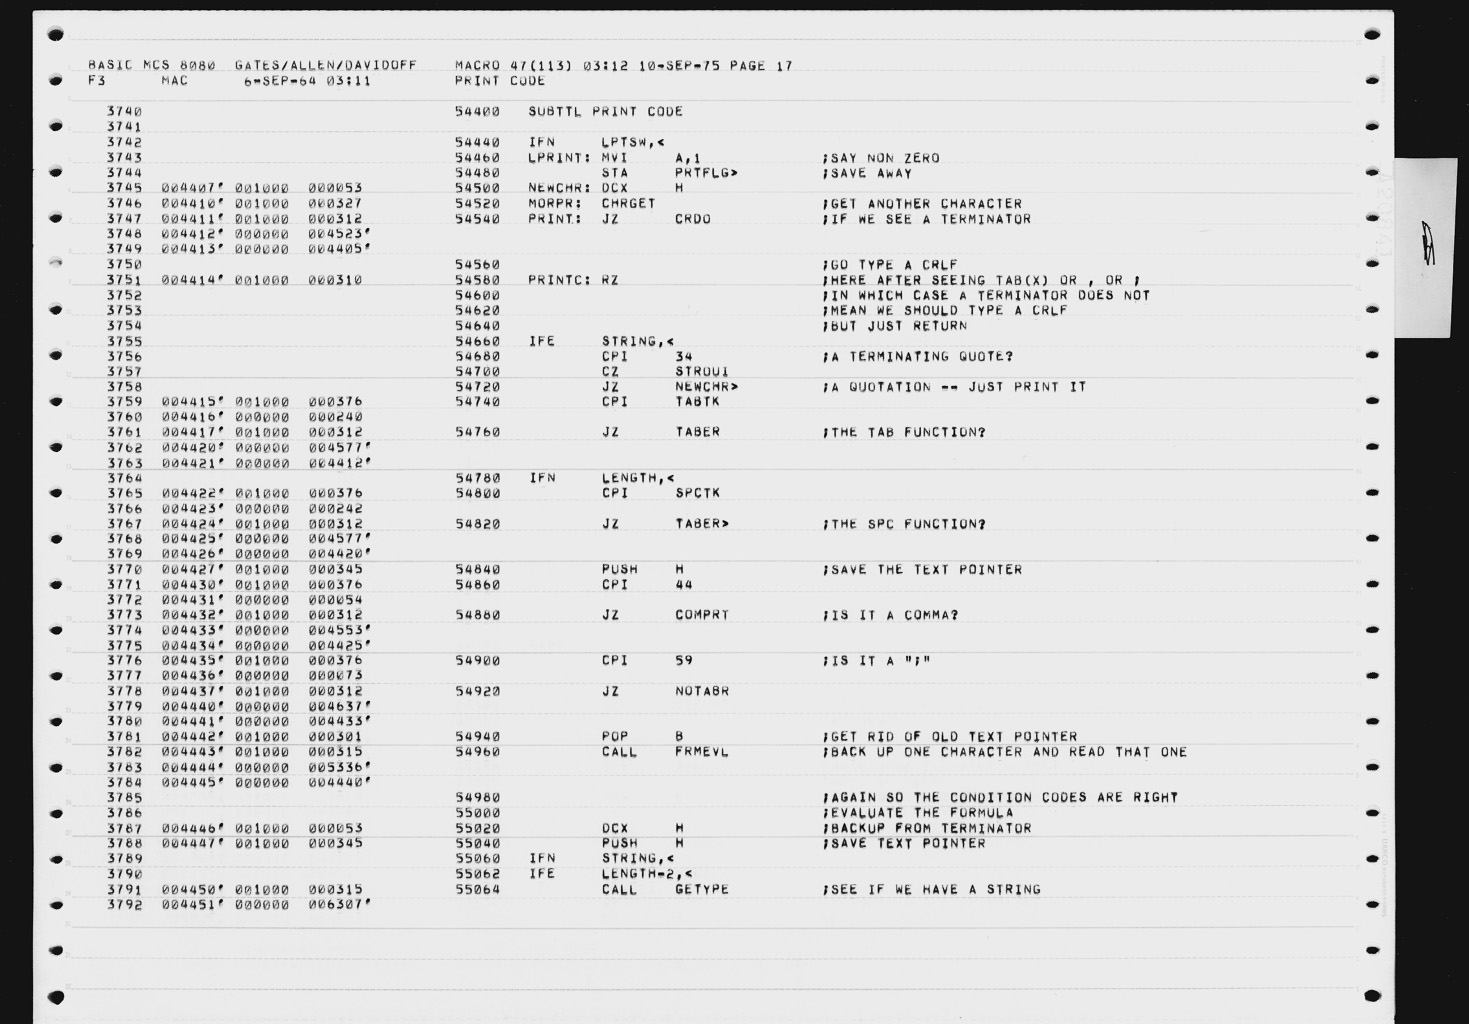 BASIC MCS 8080 GATES/ALLEN/DAVIDOFF MACRO 47(113) 03:12 10-SEP-75 PAGE 17
F3 MAC 6-SEP-64 03:11 PRINT CODE
3740 54400 SUBTTL PRINT CODE
3741
3742 54440 IFN LPTSW,<
3743 54460 LPRINT: MVI A,1 ;SAY NON ZERO
3744 54480 STA PRTFLG> ;SAVE AWAY
3745 004407' 001000 000053 54500 NEWCHR: DCX H
3746 004410' 001000 000327 54520 MORPR: CHRGET ;GET ANOTHER CHARACTER
3747 004411' 001000 000312 54540 PRINT: JZ CRDO ;IF WE SEE A TERMINATOR
3748 004412' 000000 004523'
3749 004413' 000000 004405'
3750 54560 ;GO TYPE A CRLF
3751 004414' 001000 000310 54580 PRINTC: RZ ;HERE AFTER SEEING TAB(X) OR , OR ;
3752 54600 ;IN WHICH CASE A TERMINATOR DOES NOT
3753 54620 ;MEAN WE SHOULD TYPE A CRLF
3754 54640 ;BUT JUST RETURN
3755 54660 IFE STRING,<
3756 54680 CPI 34 ;A TERMINATING QUOTE?
3757 54700 CZ STROUI
3758 54720 JZ NEWCHR> ;A QUOTATION -- JUST PRINT IT
3759 004415' 001000 000376 54740 CPI TABTK
3760 004416' 000000 000240
3761 004417' 001000 000312 54760 JZ TABER ;THE TAB FUNCTION?
3762 004420' 000000 004577'
3763 004421' 000000 004412'
3764 54780 IFN LENGTH,<
3765 004422' 001000 000376 54800 CPI SPCTK
3766 004423' 000000 000242
3767 004424' 001000 000312 54820 JZ TABER> ;THE SPC FUNCTION?
3768 004425' 000000 004577'
3769 004426' 000000 004420'
3770 004427' 001000 000345 54840 PUSH H ;SAVE THE TEXT POINTER
3771 004430' 001000 000376 54860 CPI 44
3772 004431' 000000 000054
3773 004432' 001000 000312 54880 JZ COMPRT ;IS IT A COMMA?
3774 004433' 000000 004553'
3775 004434' 000000 004425'
3776 004435' 001000 000376 54900 CPI 59 ;IS IT A ";"
3777 004436' 000000 000073
3778 004437' 001000 000312 54920 JZ NOTABR
3779 004440' 000000 004637'
3780 004441' 000000 004433'
3781 004442' 001000 000301 54940 POP B ;GET RID OF OLD TEXT POINTER
3782 004443' 001000 000315 54960 CALL FRMEVL ;BACK UP ONE CHARACTER AND READ THAT ONE
3783 004444' 000000 005336'
3784 004445' 000000 004440'
3785 54980 ;AGAIN SO THE CONDITION CODES ARE RIGHT
3786 55000 ;EVALUATE THE FORMULA
3787 004446' 001000 000053 55020 DCX H ;BACKUP FROM TERMINATOR
3788 004447' 001000 000345 55040 PUSH H ;SAVE TEXT POINTER
3789 55060 IFN STRING,<
3790 55062 IFE LENGTH-2,<
3791 004450' 001000 000315 55064 CALL GETYPE ;SEE IF WE HAVE A STRING
3792 004451' 000000 006307'